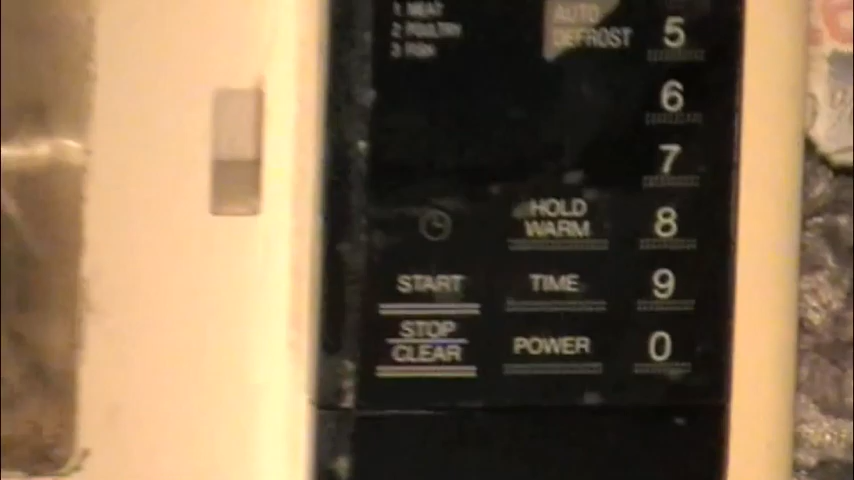 1 MEAT
2 POULTRY
3 FISH
AUTO
DEFROST
5
6
7
HOLD
WARM
8
START
TIME
9
STOP
CLEAR
POWER
0